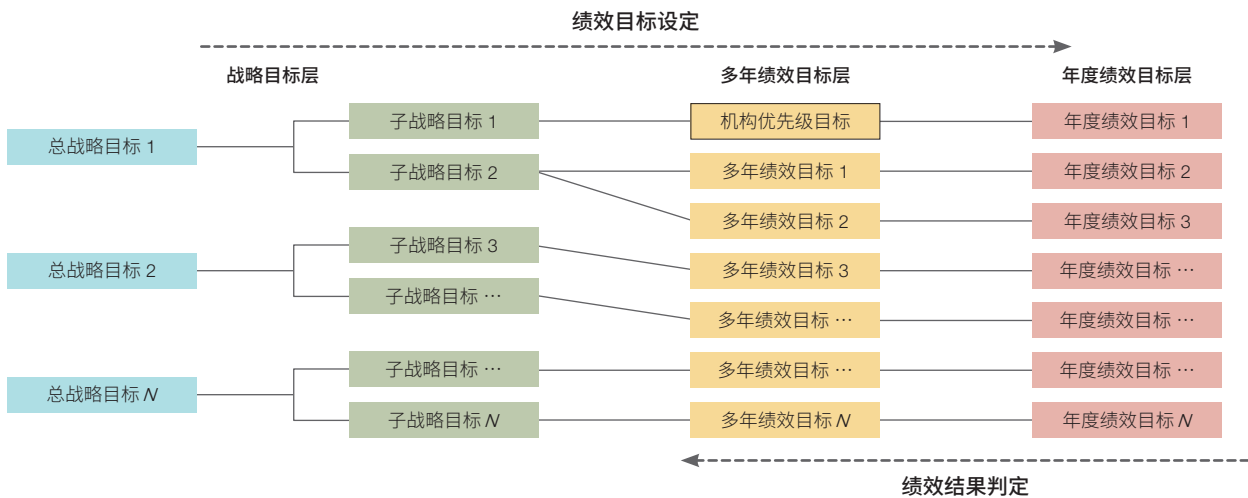 绩效目标设定
战略目标层
多年绩效目标层
年度绩效目标层
子战略目标 1
机构优先级目标
年度绩效目标 1
总战略目标 1
子战略目标 2
多年绩效目标 1
年度绩效目标 2
多年绩效目标 2
年度绩效目标 3
子战略目标 3
总战略目标 2
多年绩效目标 3
年度绩效目标 …
子战略目标 …
多年绩效目标 …
年度绩效目标 …
子战略目标 …
多年绩效目标 …
年度绩效目标 …
总战略目标 N
子战略目标 N
多年绩效目标 N
年度绩效目标 N
绩效结果判定